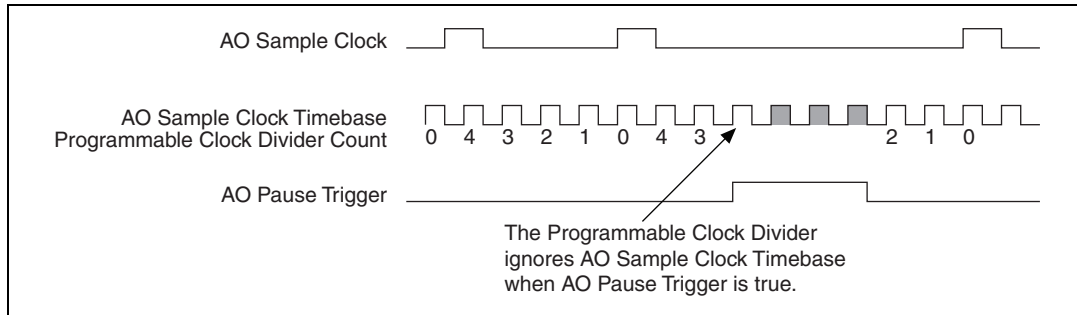 AO Sample Clock
AO Sample Clock Timebase
Programmable Clock Divider Count
0 4 3 2 1 0 4 3 2 1 0
AO Pause Trigger
The Programmable Clock Divider
ignores AO Sample Clock Timebase
when AO Pause Trigger is true.